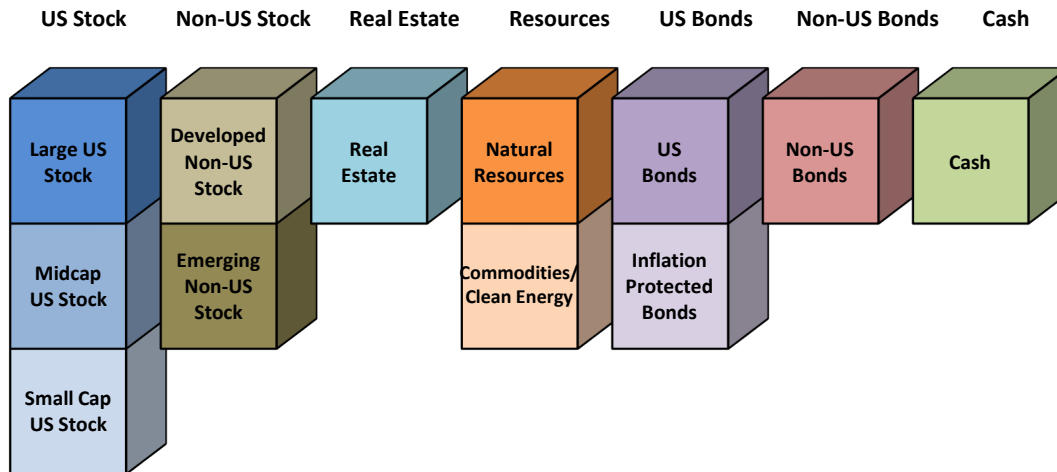 US Stock
Non-US Stock
Real Estate
Resources
US Bonds
Non-US Bonds
Cash
Large US
Stock
Developed
Non-US
Stock
Real
Estate
Natural
Resources
US
Bonds
Non-US
Bonds
Cash
Midcap
US Stock
Emerging
Non-US
Stock
Commodities/
Clean Energy
Inflation
Protected
Bonds
Small Cap
US Stock